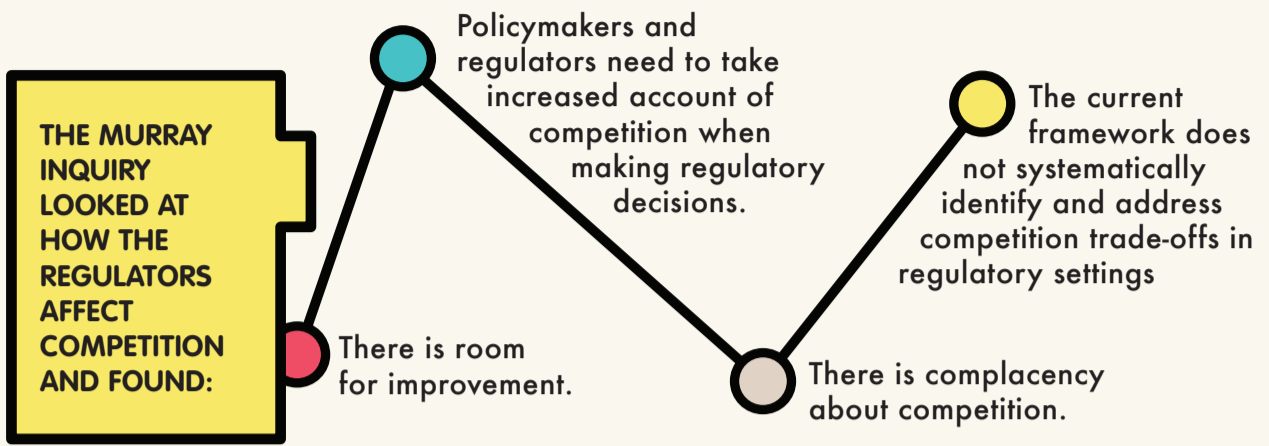 THE MURRAY
INQUIRY
LOOKED AT
HOW THE
REGULATORS
AFFECT
COMPETITION
AND FOUND:
There is room
for improvement.
Policymakers and
regulators need to take
increased account of
competition when
making regulatory
decisions.
There is complacency
about competition.
The current
framework does
not systematically
identify and address
competition trade-offs in
regulatory settings